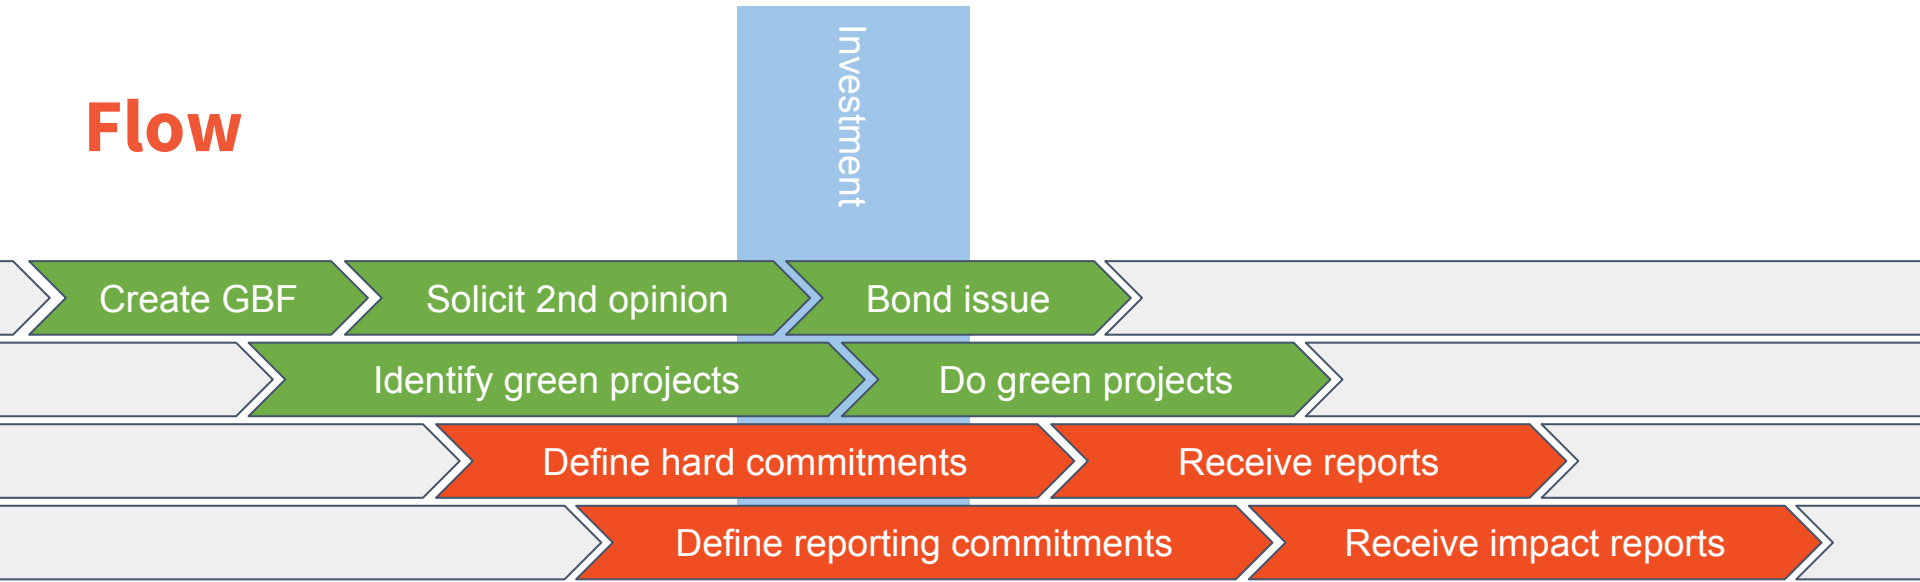 Investment
Flow
Create GBF
Solicit 2nd opinion
Bond issue
Identify green projects
Do green projects
Define hard commitments
Receive reports
Define reporting commitments
Receive impact reports